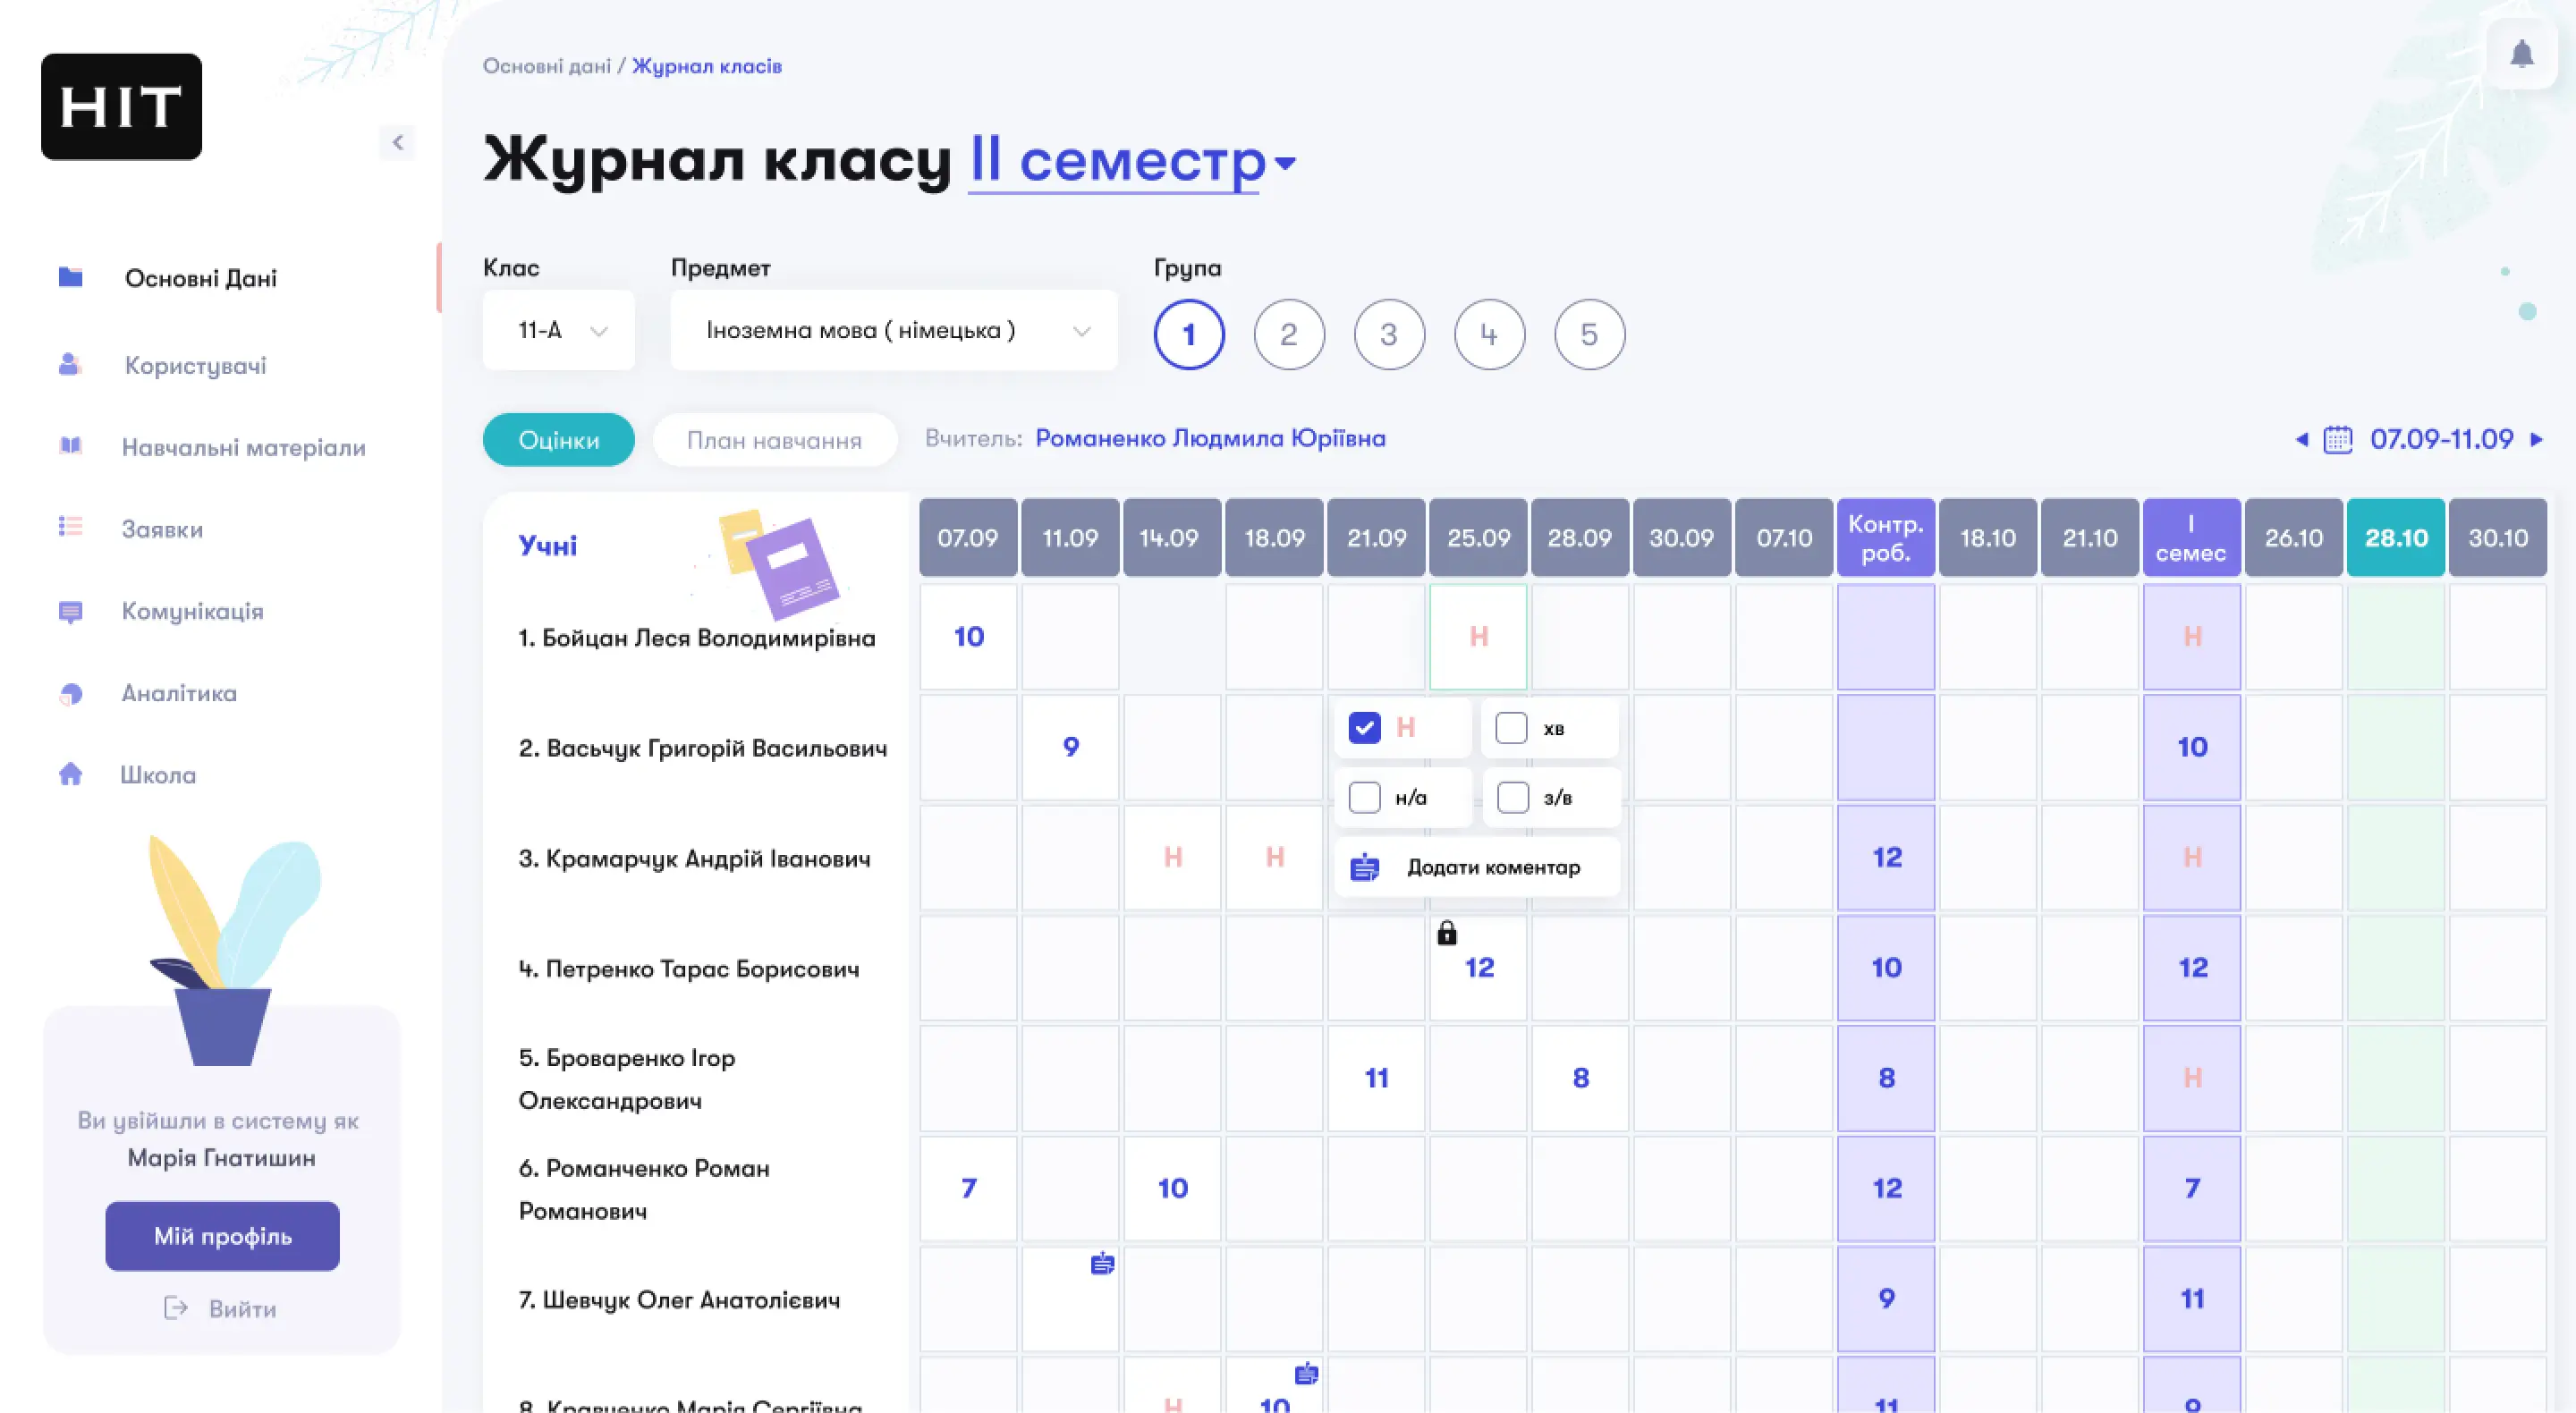 HIT
Основні Дані
Користувачі
Навчальні матеріали
Заявки
Комунікація
Аналітика
Школа
Ви увійшли в систему як
Марія Гнатишин
Мій профіль
Вийти
Основні дані / Журнал класів
Журнал класу II семестр
Клас
Предмет
Група
11-А
Іноземна мова ( німецька )
1 2 3 4 5
Оцінки
План навчання
Вчитель: Романенко Людмила Юріївна
07.09-11.09
Учні
07.09 11.09 14.09 18.09 21.09 25.09 28.09 30.09 07.10 Контр. роб. 18.10 21.10 I семес 26.10 28.10 30.10
1. Бойцан Леся Володимирівна 10 Н Н
2. Васьчук Григорій Васильович 9 10
Н хв
н/а з/в
Додати коментар
3. Крамарчук Андрій Іванович Н Н 12 Н
4. Петренко Тарас Борисович 12 10 12
5. Броваренко Ігор
Олександрович
11 8 8 Н
6. Романченко Роман
Романович
7 10 12 7
7. Шевчук Олег Анатолієвич 9 11
8. Кравченко Марія Сергіївна Н 10 11